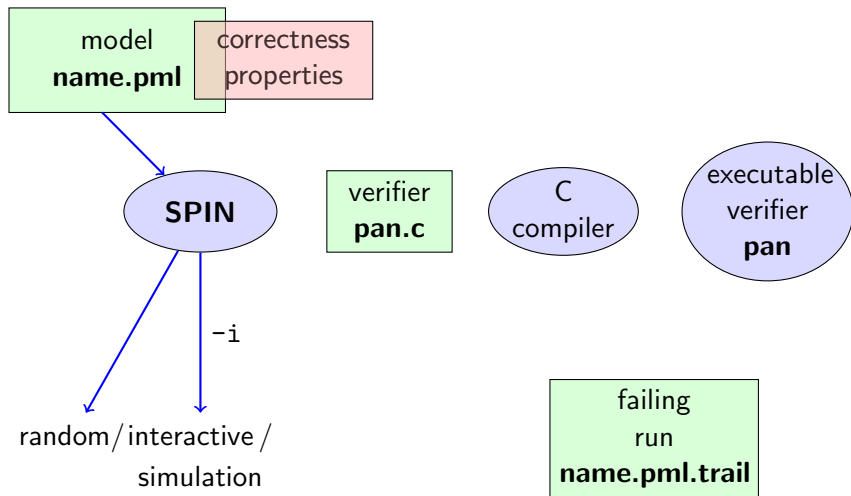 model
name.pml
correctness
properties
SPIN
verifier
pan.c
C
compiler
executable
verifier
pan
-i
random/interactive/
simulation
failing
run
name.pml.trail